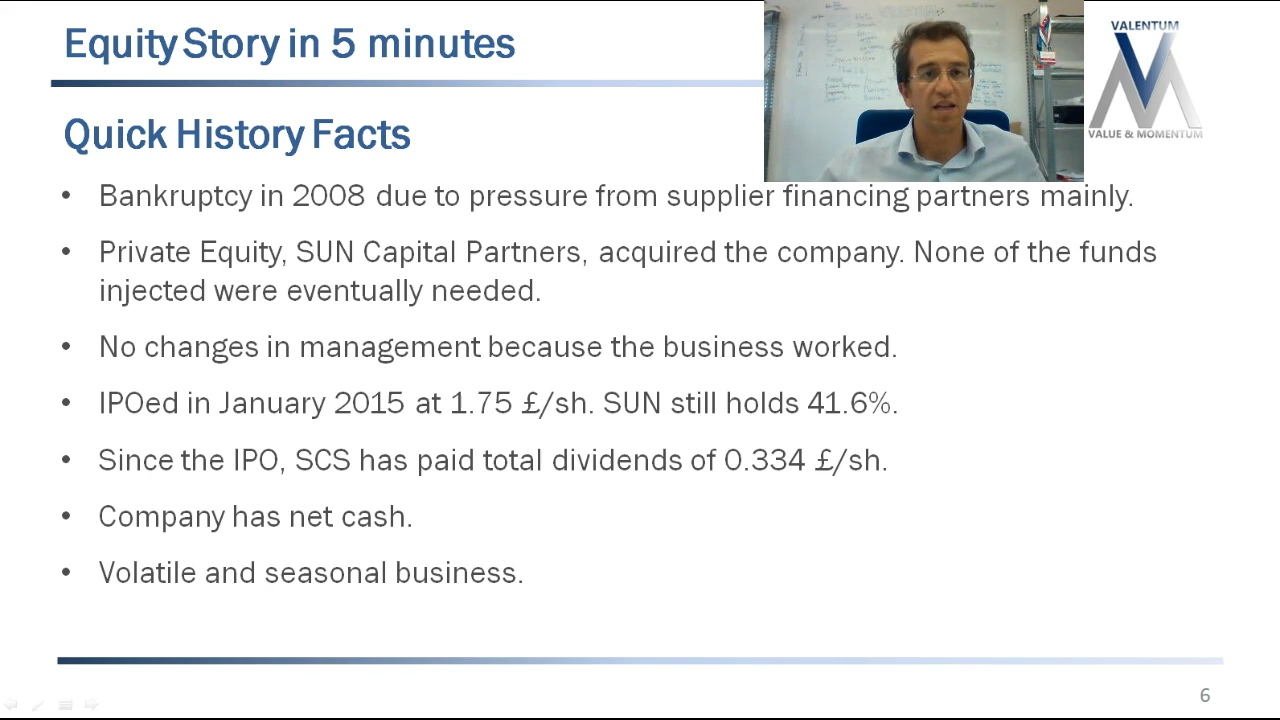 Equity Story in 5 minutes
VALENTUM
VALUE & MOMENTUM
Quick History Facts
• Bankruptcy in 2008 due to pressure from supplier financing partners mainly.
• Private Equity, SUN Capital Partners, acquired the company. None of the funds
injected were eventually needed.
• No changes in management because the business worked.
• IPOed in January 2015 at 1.75 £/sh. SUN still holds 41.6%.
• Since the IPO, SCS has paid total dividends of 0.334 £/sh.
• Company has net cash.
• Volatile and seasonal business.
6